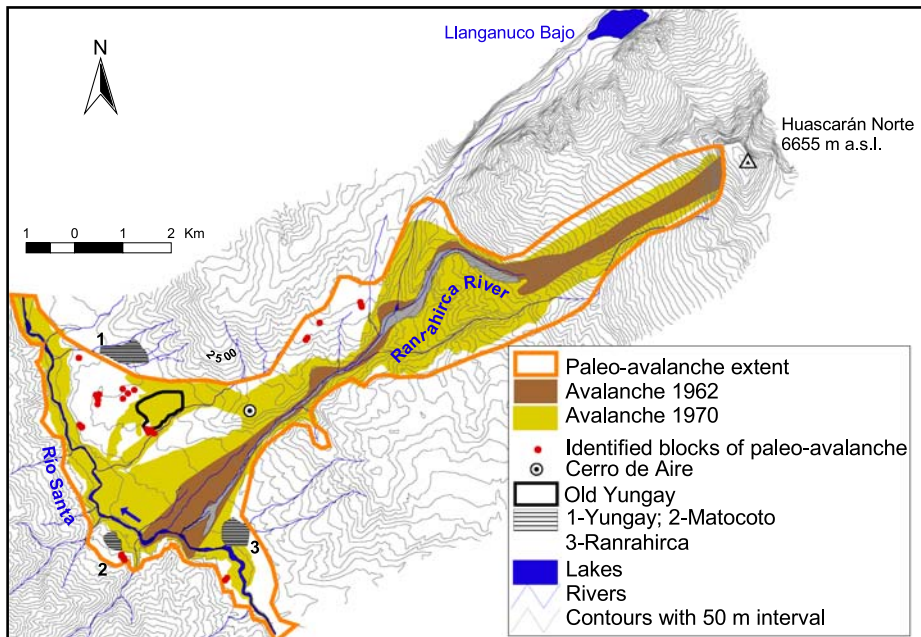 Llanganuco Bajo
N
Huascarán Norte
6655 m a.s.l.
1 0 1 2 Km
Ranrahirca River
1
2500
Rio Santa
2
3
Paleo-avalanche extent
Avalanche 1962
Avalanche 1970
Identified blocks of paleo-avalanche
Cerro de Aire
Old Yungay
1-Yungay; 2-Matocoto
3-Ranrahirca
Lakes
Rivers
Contours with 50 m interval